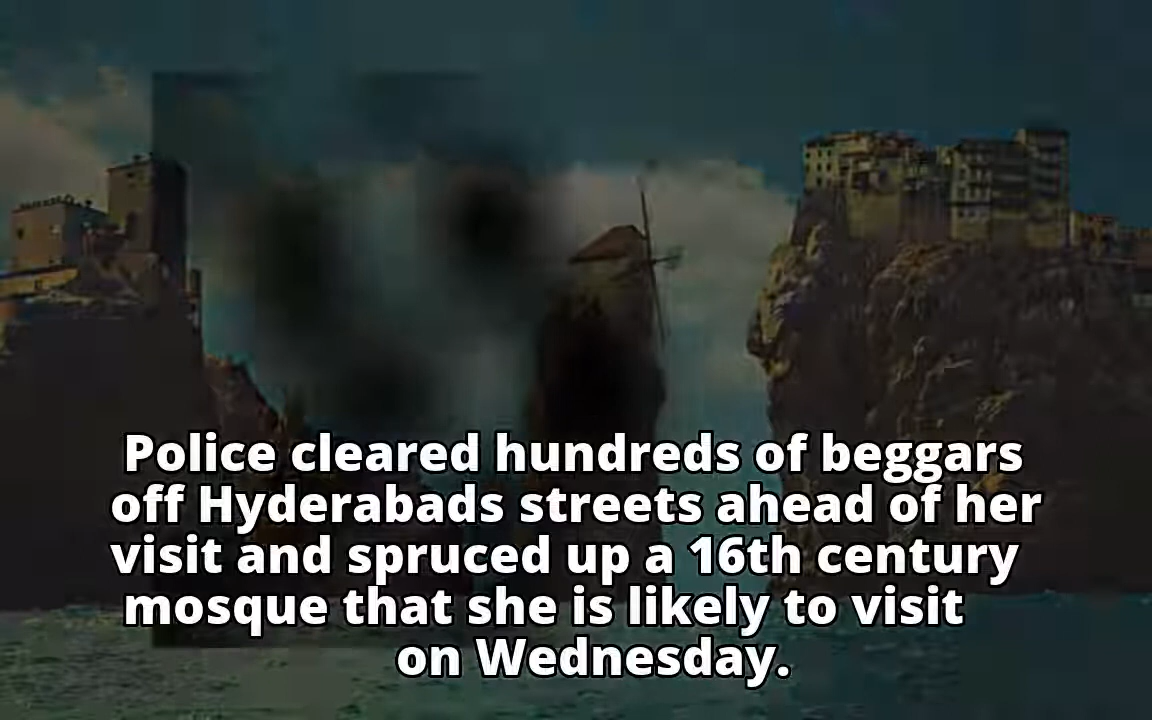 Police cleared hundreds of beggars
off Hyderabads streets ahead of her
visit and spruced up a 16th century
mosque that she is likely to visit
on Wednesday.